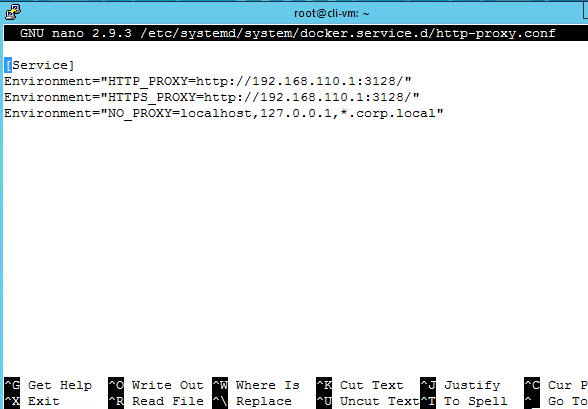 root@cli-vm: ~
GNU nano 2.9.3 /etc/systemd/system/docker.service.d/http-proxy.conf
[Service]
Environment="HTTP_PROXY=http://192.168.110.1:3128/"
Environment="HTTPS_PROXY=http://192.168.110.1:3128/"
Environment="NO_PROXY=localhost,127.0.0.1,*.corp.local"
^G Get Help ^O Write Out ^W Where Is ^K Cut Text ^J Justify ^C Cur P
^X Exit ^R Read File ^\ Replace ^U Uncut Text ^T To Spell ^_ Go To